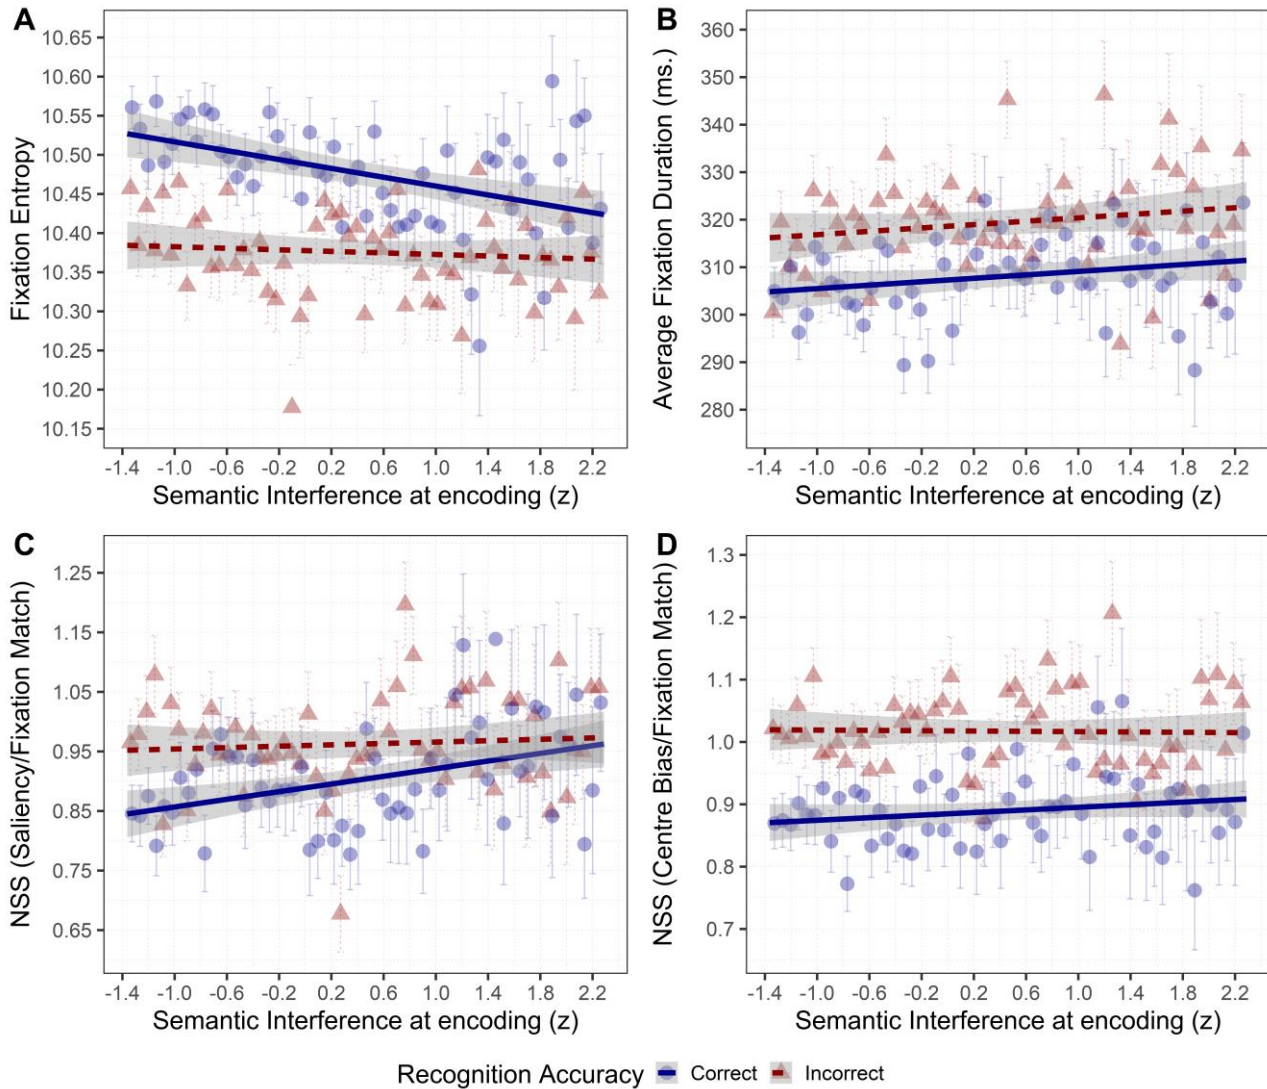 A
Fixation Entropy
10.65
10.60
10.55
10.50
10.45
10.40
10.35
10.30
10.25
10.20
10.15
-1.4 -1.0 -0.6 -0.2 0.2 0.6 1.0 1.4 1.8 2.2
Semantic Interference at encoding (z)
B
Average Fixation Duration (ms.)
360
350
340
330
320
310
300
290
280
-1.4 -1.0 -0.6 -0.2 0.2 0.6 1.0 1.4 1.8 2.2
Semantic Interference at encoding (z)
C
NSS (Saliency/Fixation Match)
1.25
1.15
1.05
0.95
0.85
0.75
0.65
-1.4 -1.0 -0.6 -0.2 0.2 0.6 1.0 1.4 1.8 2.2
Semantic Interference at encoding (z)
D
NSS (Centre Bias/Fixation Match)
1.3
1.2
1.1
1.0
0.9
0.8
0.7
-1.4 -1.0 -0.6 -0.2 0.2 0.6 1.0 1.4 1.8 2.2
Semantic Interference at encoding (z)
Recognition Accuracy Correct Incorrect